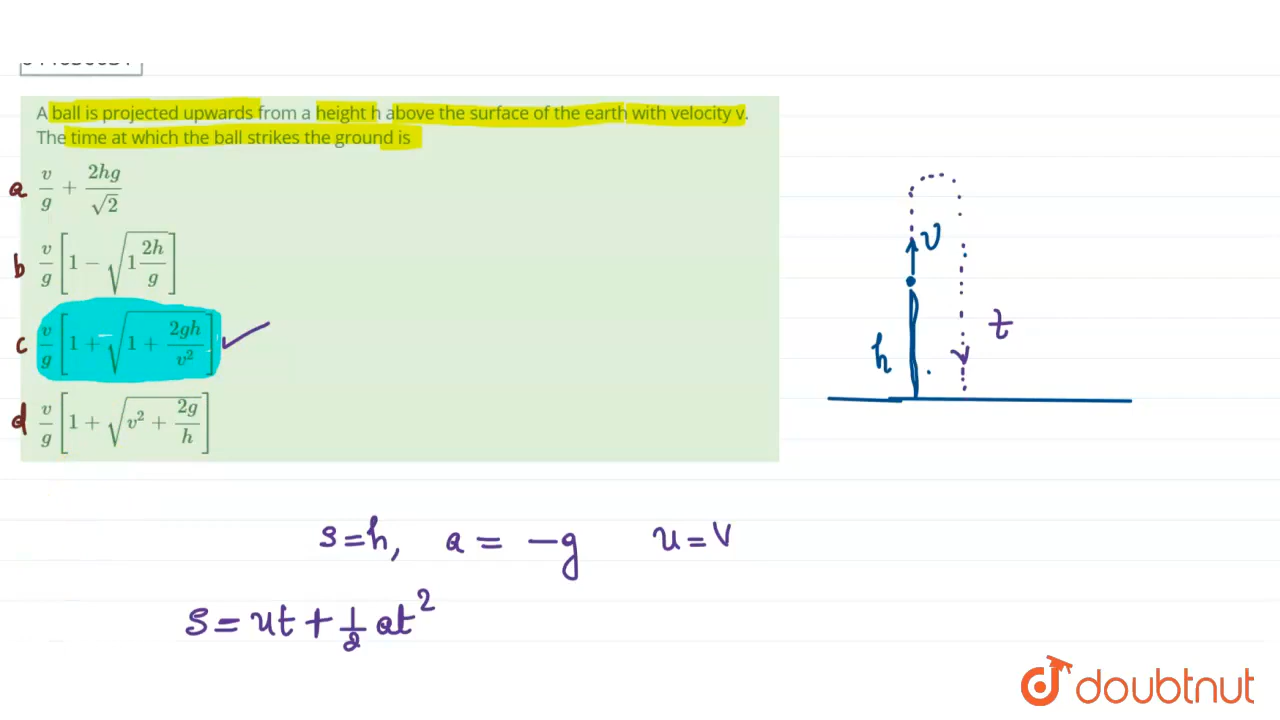 A ball is projected upwards from a height h above the surface of the earth with velocity v.
The time at which the ball strikes the ground is
a v/g + 2hg/√2
b v/g [1 − √(1 2h/g)]
c v/g [1 + √(1 + 2gh/v²)]
d v/g [1 + √(v² + 2g/h)]
v
h
t
s=h, a = −g u=v
s = ut + 1/2 at²
doubtnut